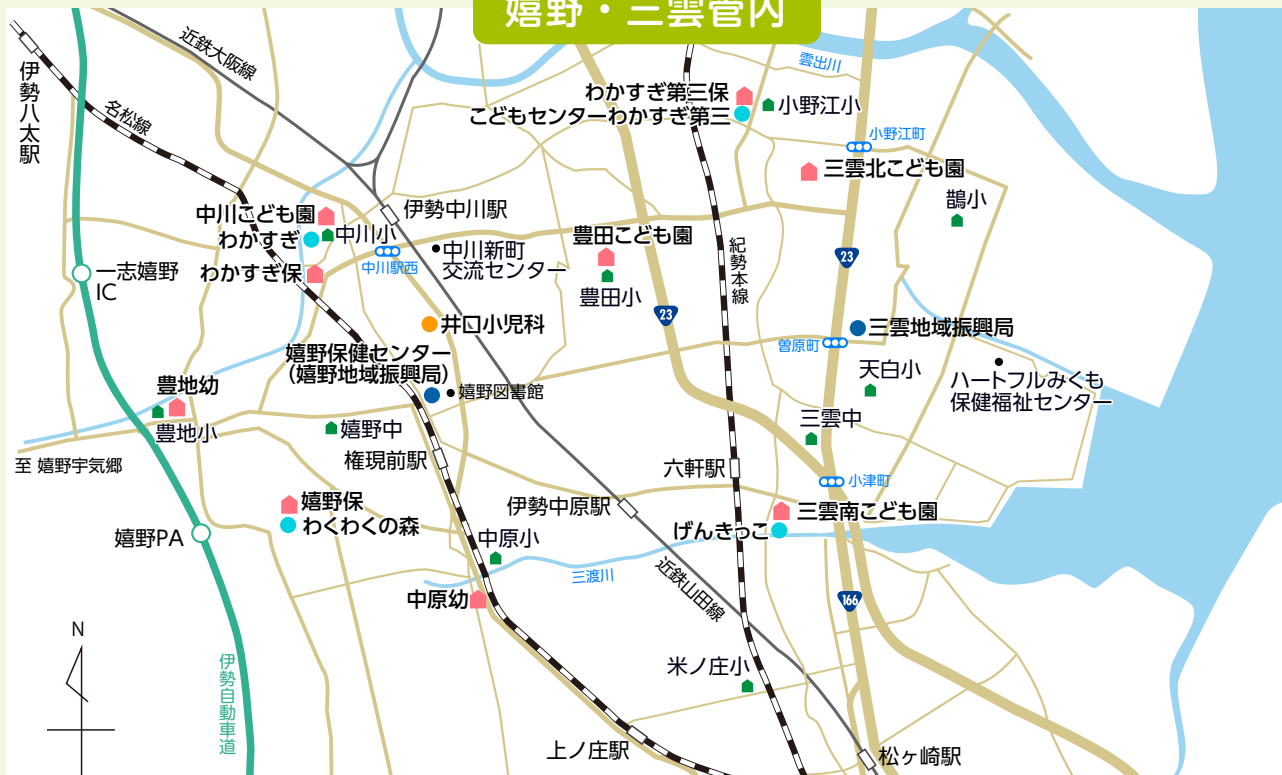 嬉野・三雲管内
近鉄大阪線
伊勢八太駅
名松線
雲出川
わかすぎ第三保
こどもセンターわかすぎ第三
小野江小
小野江町
三雲北こども園
鵲小
中川こども園
わかすぎ
中川小
伊勢中川駅
わかすぎ保
中川駅西
中川新町
交流センター
豊田こども園
豊田小
紀勢本線
23
23
一志嬉野
IC
井口小児科
三雲地域振興局
曽原町
嬉野保健センター
(嬉野地域振興局)
嬉野図書館
天白小
ハートフルみくも
保健福祉センター
豊地幼
豊地小
嬉野中
権現前駅
三雲中
至 嬉野宇気郷
六軒駅
小津町
嬉野保
わくわくの森
伊勢中原駅
三雲南こども園
げんきっこ
嬉野PA
中原小
三渡川
近鉄山田線
中原幼
166
N
伊勢自動車道
米ノ庄小
上ノ庄駅
松ヶ崎駅